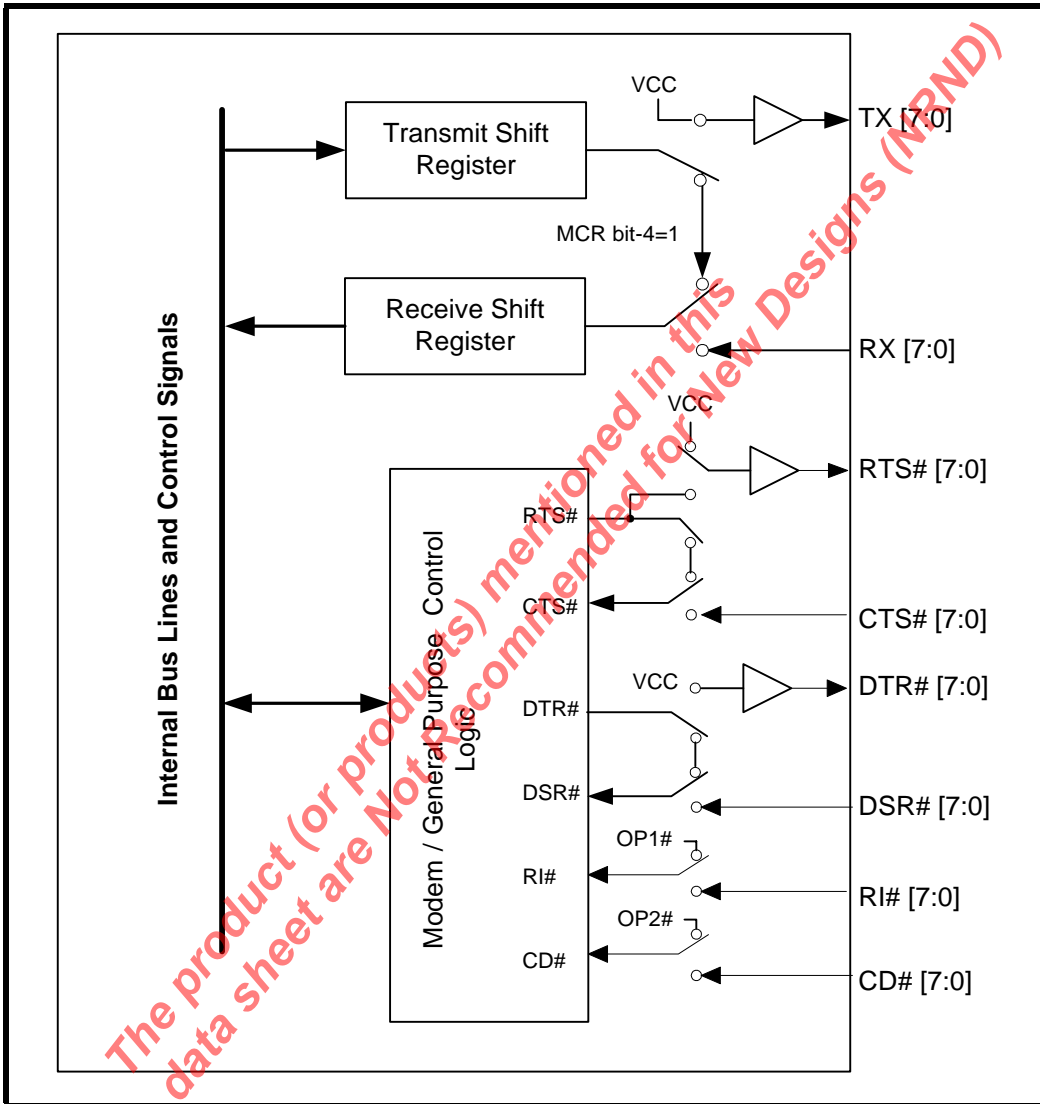 VCC
TX [7:0]
Transmit Shift
Register
MCR bit-4=1
Receive Shift
Register
RX [7:0]
Internal Bus Lines and Control Signals
VCC
RTS# [7:0]
RTS#
CTS#
CTS# [7:0]
Modem / General Purpose Control
Logic
VCC
DTR# [7:0]
DTR#
DSR#
DSR# [7:0]
OP1#
RI#
RI# [7:0]
OP2#
CD#
CD# [7:0]
The product (or products) mentioned in this
data sheet are Not Recommended for New Designs (NRND)